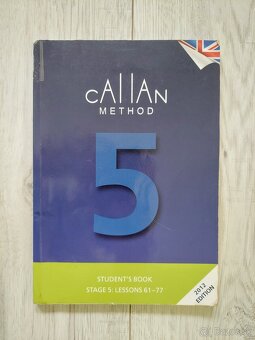 CALLAN
METHOD
5
STUDENT'S BOOK
STAGE 5: LESSONS 61–77
2012
EDITION